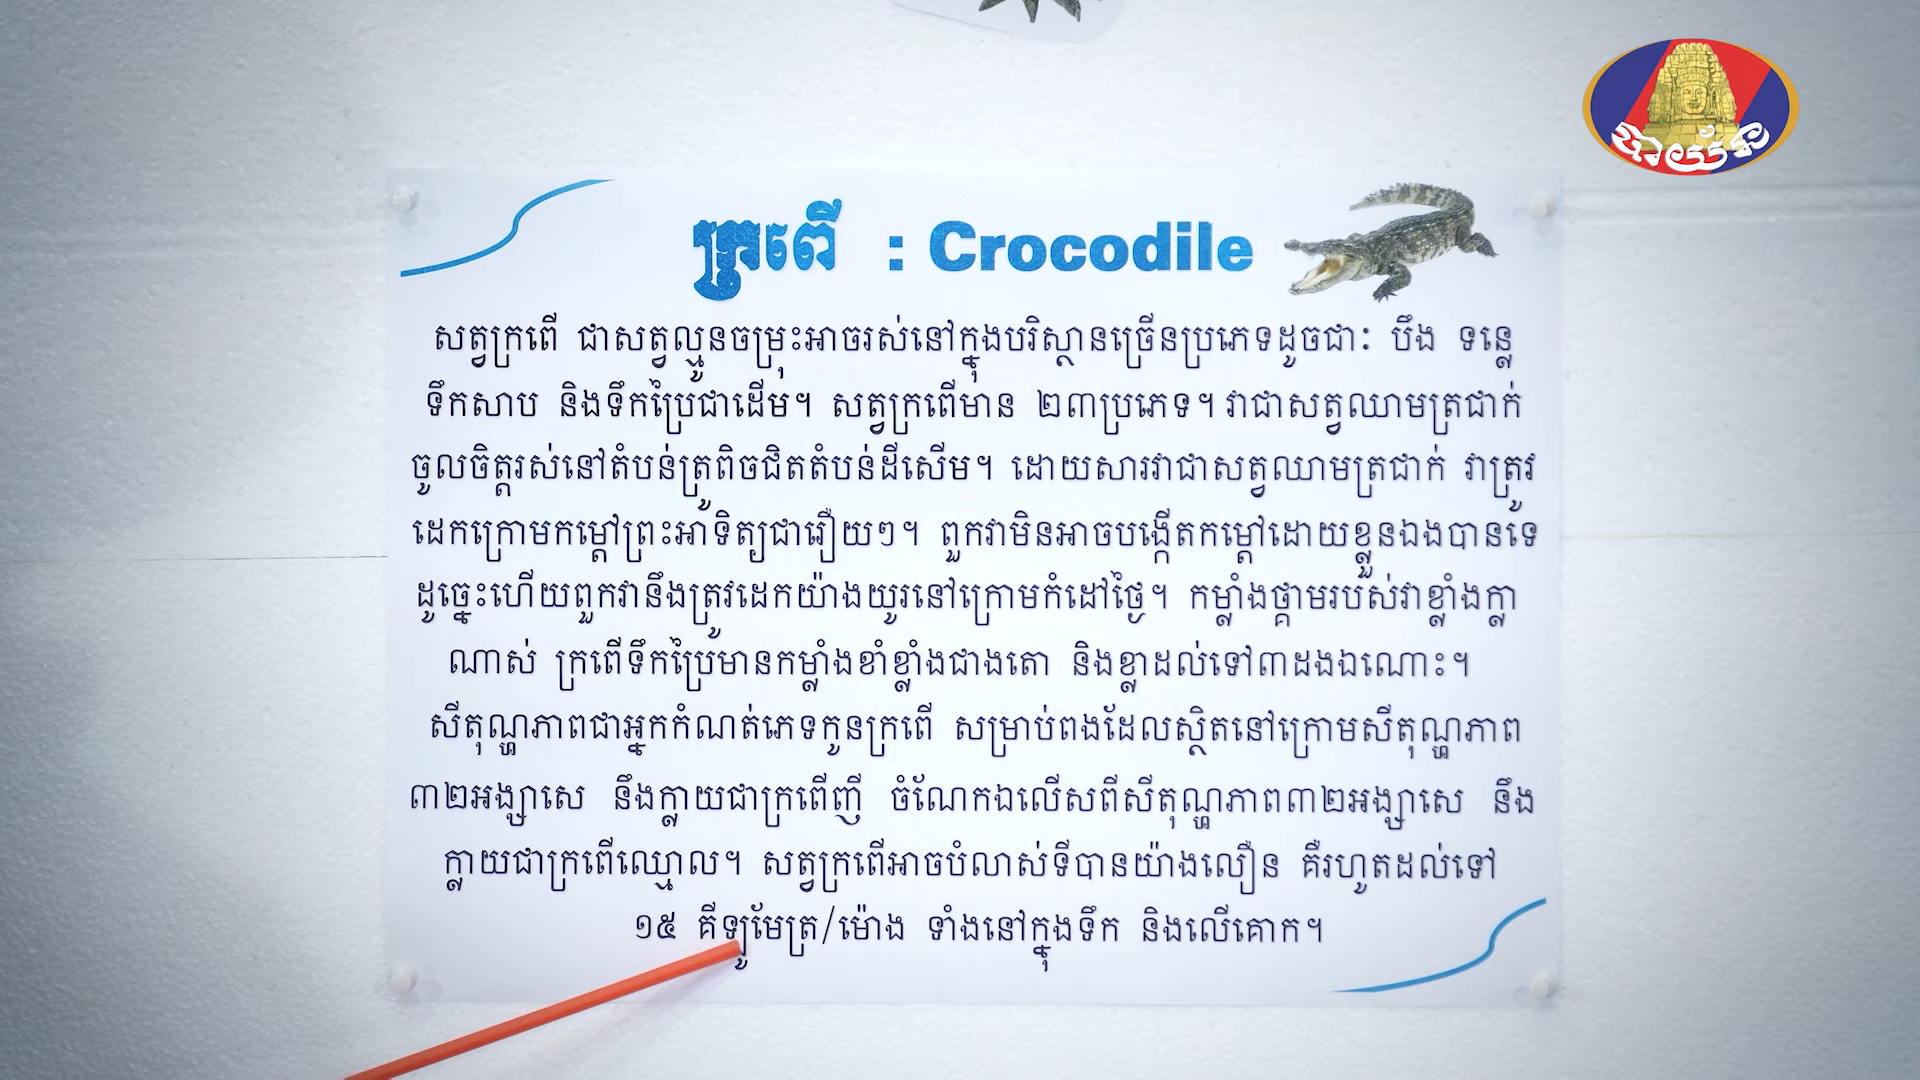 បាយ័ន
ក្រពើ : Crocodile
សត្វក្រពើ ជាសត្វល្មូនចម្រុះអាចរស់នៅក្នុងបរិស្ថានច្រើនប្រភេទដូចជាៈ បឹង ទន្លេ
ទឹកសាប និងទឹកប្រៃជាដើម។ សត្វក្រពើមាន ២៣ប្រភេទ។ វាជាសត្វឈាមត្រជាក់
ចូលចិត្តរស់នៅតំបន់ត្រូពិចជិតតំបន់ដីសើម។ ដោយសារវាជាសត្វឈាមត្រជាក់ វាត្រូវ
ដេកក្រោមកម្តៅព្រះអាទិត្យជារឿយៗ។ ពួកវាមិនអាចបង្កើតកម្តៅដោយខ្លួនឯងបានទេ
ដូច្នេះហើយពួកវានឹងត្រូវដេកយ៉ាងយូរនៅក្រោមកំដៅថ្ងៃ។ កម្លាំងថ្គាមរបស់វាខ្លាំងក្លា
ណាស់ ក្រពើទឹកប្រៃមានកម្លាំងខាំខ្លាំងជាងតោ និងខ្លាដល់ទៅ៣ដងឯណោះ។
សីតុណ្ហភាពជាអ្នកកំណត់ភេទកូនក្រពើ សម្រាប់ពងដែលស្ថិតនៅក្រោមសីតុណ្ហភាព
៣២អង្សាសេ នឹងក្លាយជាក្រពើញី ចំណែកឯលើសពីសីតុណ្ហភាព៣២អង្សាសេ នឹង
ក្លាយជាក្រពើឈ្មោល។ សត្វក្រពើអាចបំលាស់ទីបានយ៉ាងលឿន គឺរហូតដល់ទៅ
១៥ គីឡូមែត្រ/ម៉ោង ទាំងនៅក្នុងទឹក និងលើគោក។